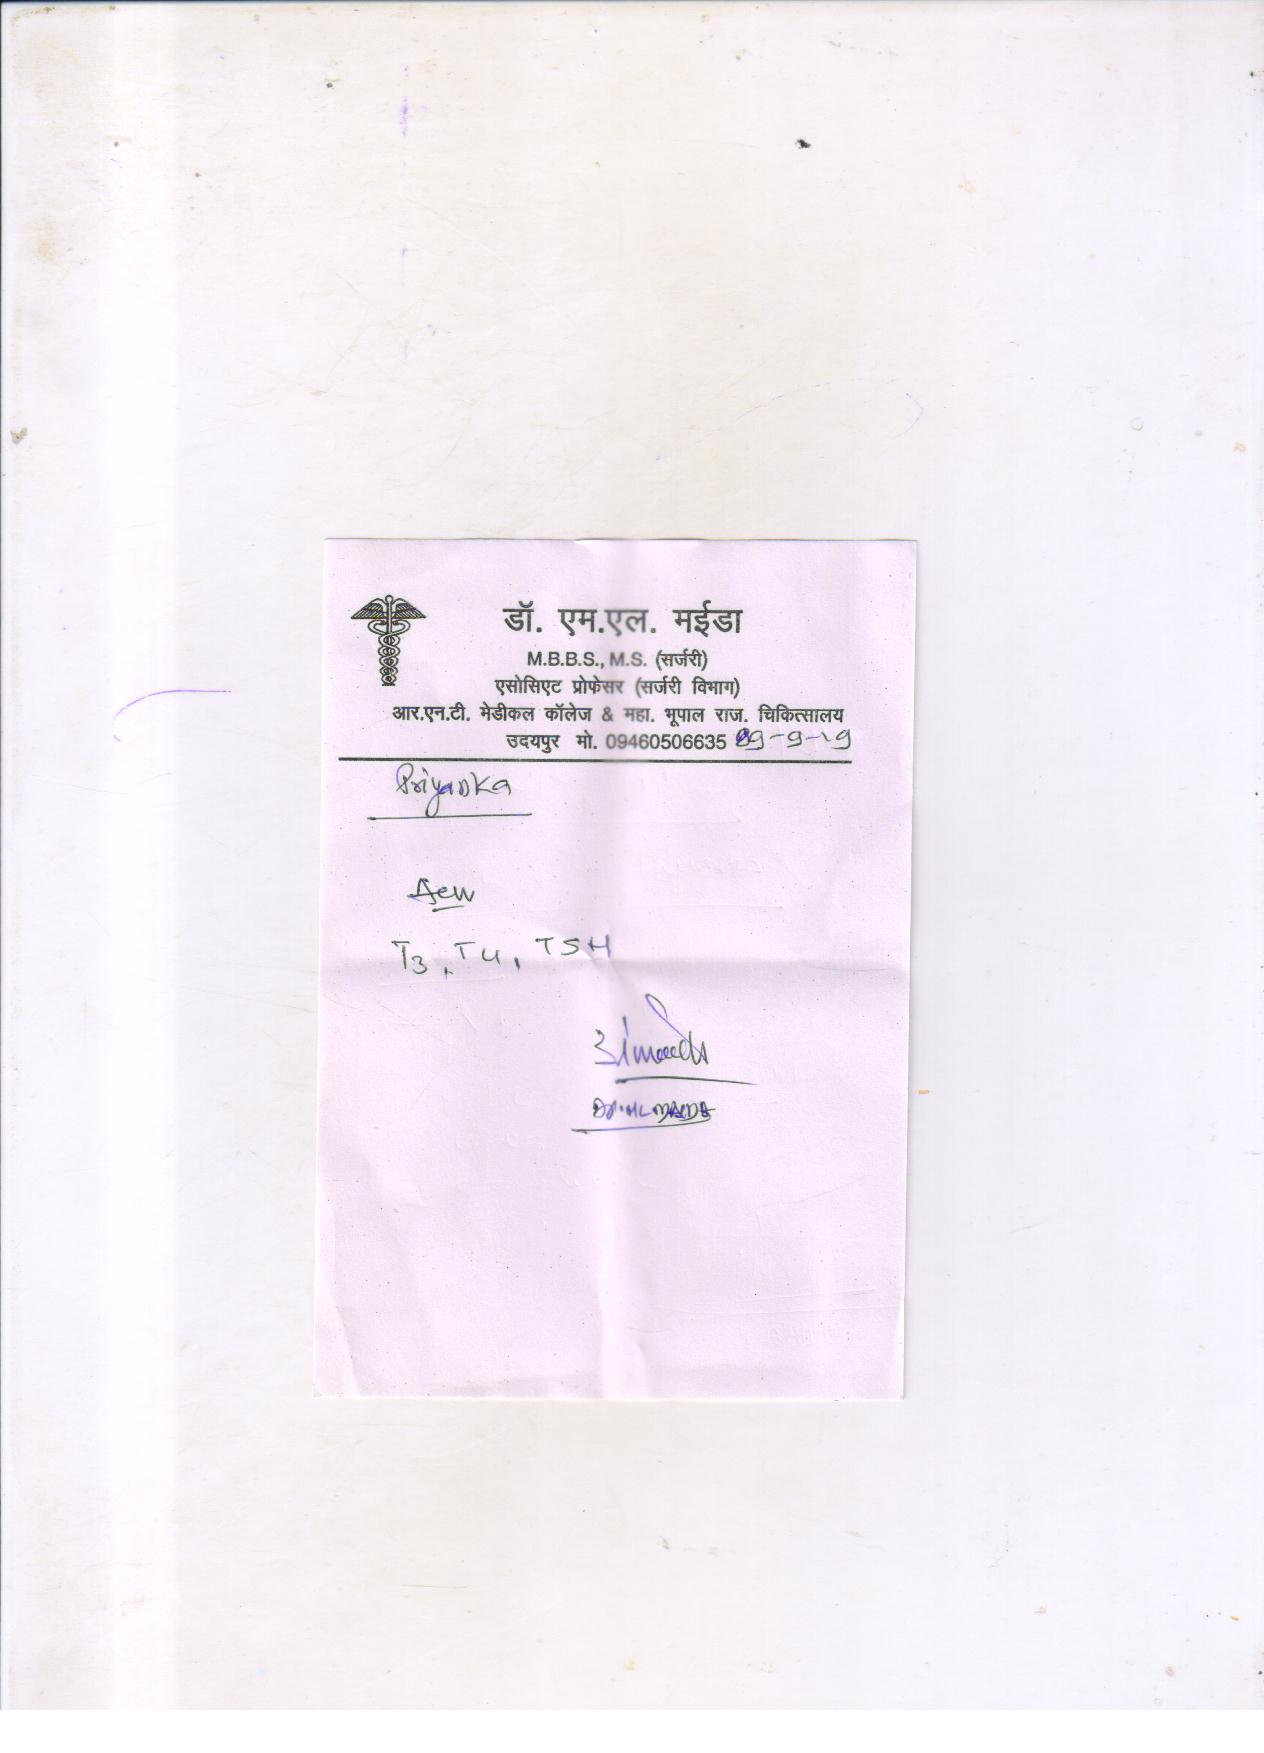 डॉ. एम.एल. मईडा
M.B.B.S., M.S. (सर्जरी)
एसोसिएट प्रोफेसर (सर्जरी विभाग)
आर.एन.टी. मेडीकल कॉलेज & महा. भूपाल राज. चिकित्सालय
उदयपुर मो. 09460506635 09-9-19
Priyanka
T3, T4, TSH